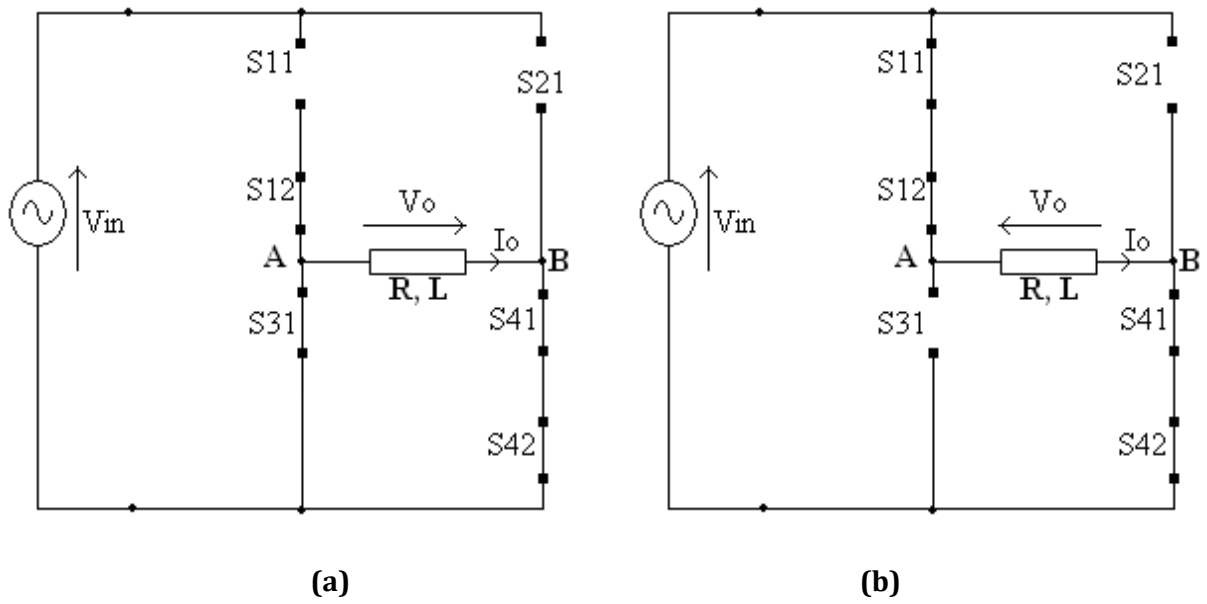 S11
S21
S12
Vin
Vo
Io
A
B
R, L
S31
S41
S42
(a)
S11
S21
S12
Vin
Vo
Io
A
B
R, L
S31
S41
S42
(b)